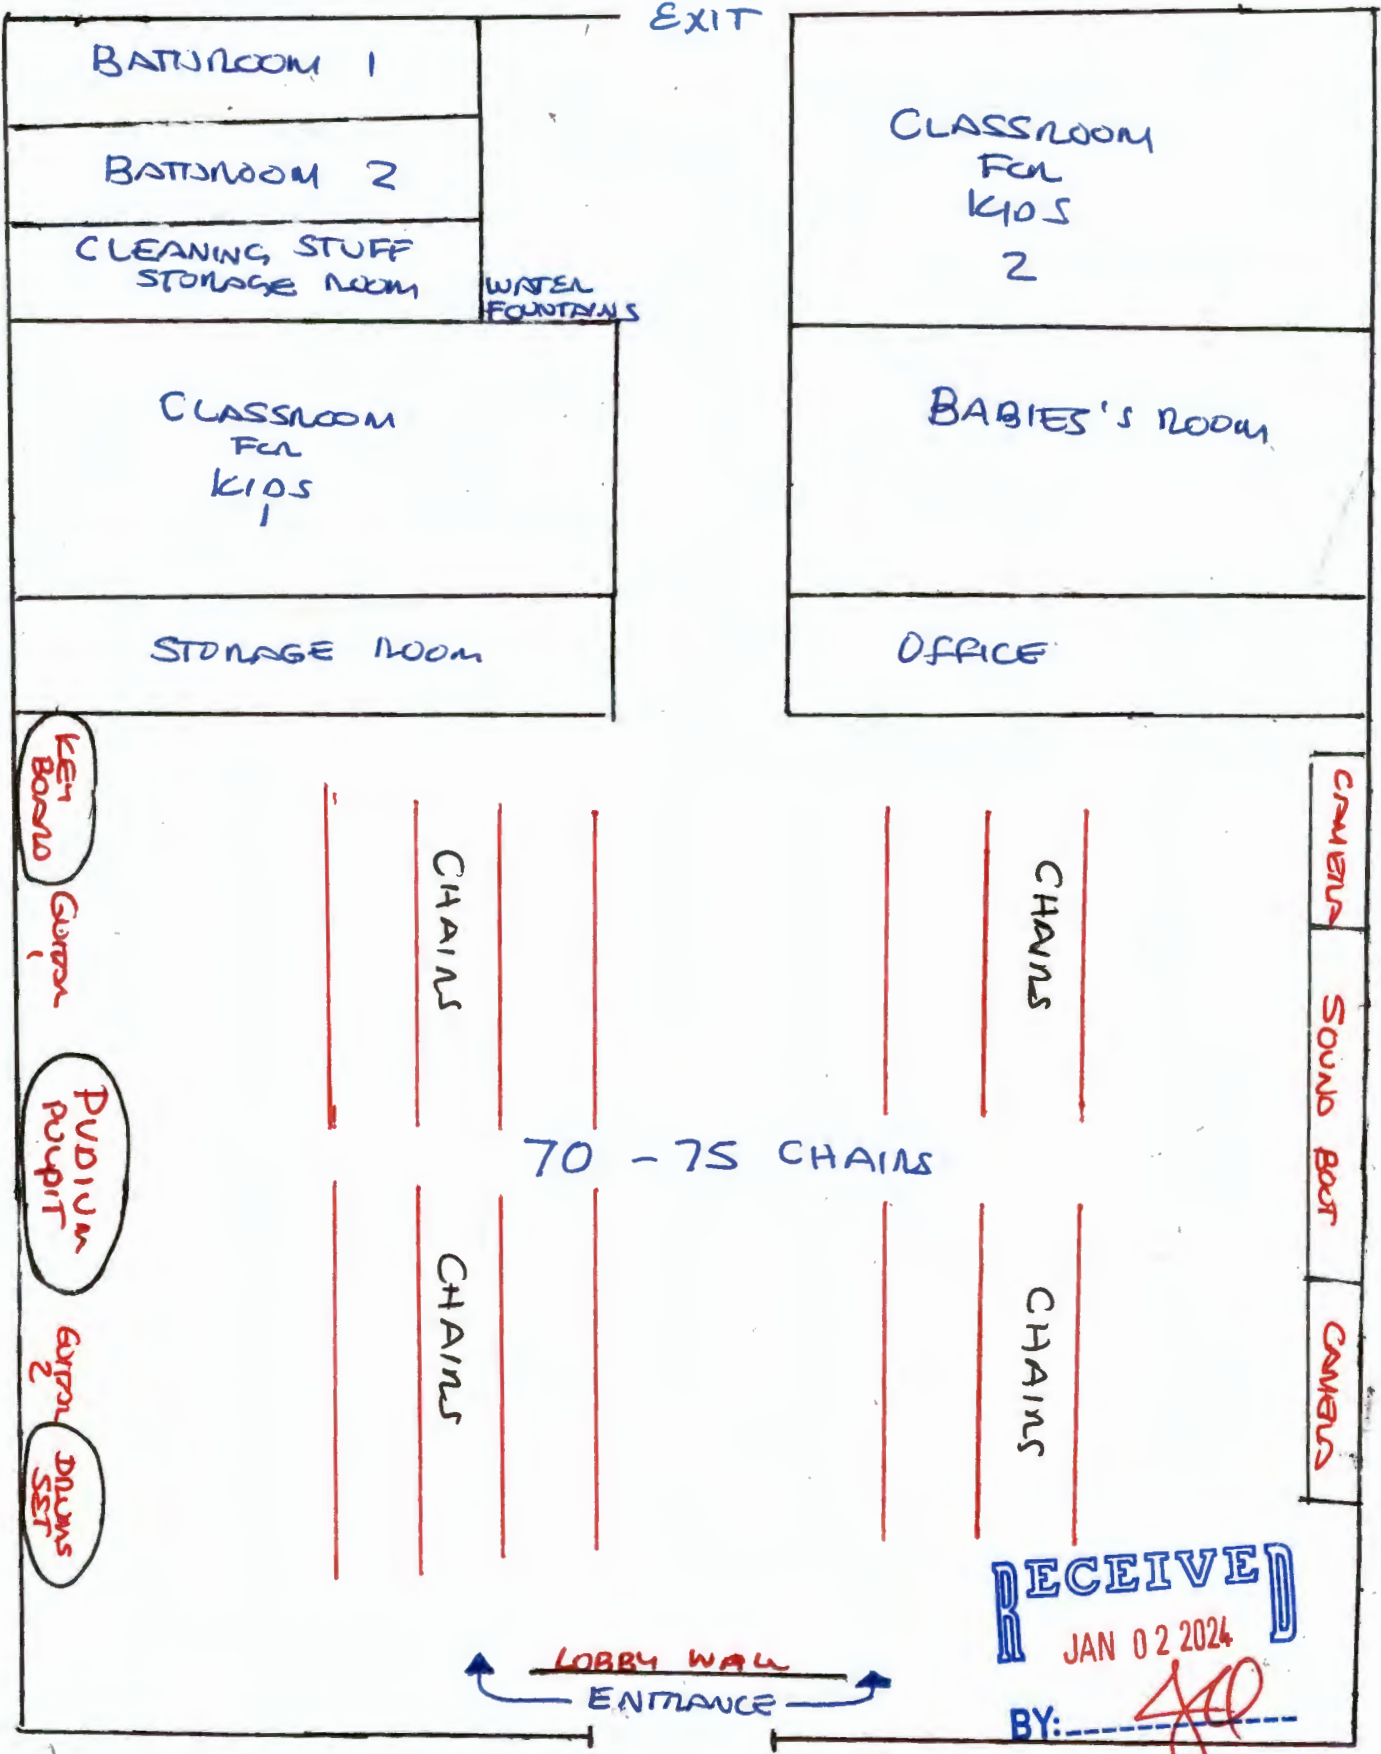 EXIT
BATHROOM 1
BATHROOM 2
CLEANING STUFF
STORAGE ROOM
WATER
FOUNTAINS
CLASSROOM
FOR
KIDS
2
CLASSROOM
FOR
KIDS
1
BABIES'S ROOM
STORAGE ROOM
OFFICE
KEY
BOARD
GUITAR
1
PUDIUM
PULPIT
GUITAR
2
DRUMS
SET
CHAIRS
CHAIRS
70 - 75 CHAIRS
CHAIRS
CHAIRS
CAMERA
SOUND BOOT
CAMERA
LOBBY WALL
ENTRANCE
RECEIVED
JAN 02 2024
BY: